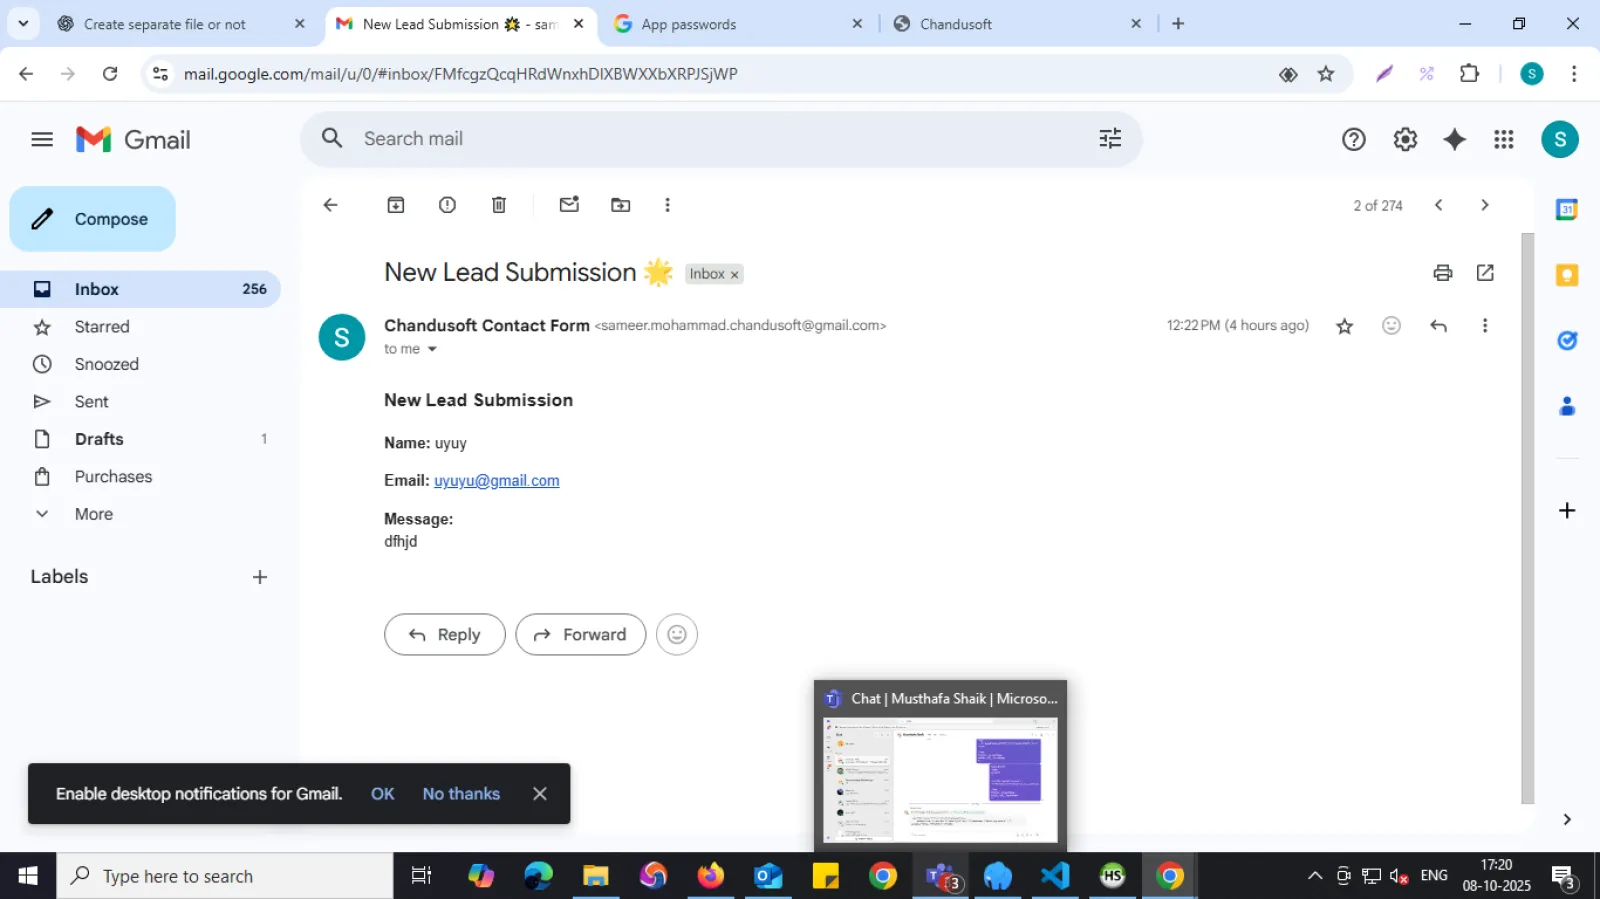 Create separate file or not
New Lead Submission 🌟 - sam
App passwords
Chandusoft
mail.google.com/mail/u/0/#inbox/FMfcgzQcqHRdWnxhDlXBWXXbXRPJSjWP
S
Gmail
Search mail
S
Compose
2 of 274
31
New Lead Submission 🌟
Inbox ×
Inbox 256
Starred
Snoozed
Sent
Drafts 1
Purchases
More
Labels
S
Chandusoft Contact Form <sameer.mohammad.chandusoft@gmail.com>
12:22 PM (4 hours ago)
to me
New Lead Submission
Name: uyuy
Email: uyuyu@gmail.com
Message:
dfhjd
Reply
Forward
Chat | Musthafa Shaik | Microso...
Enable desktop notifications for Gmail. OK No thanks
Type here to search
3
HS
ENG
17:20
08-10-2025
3